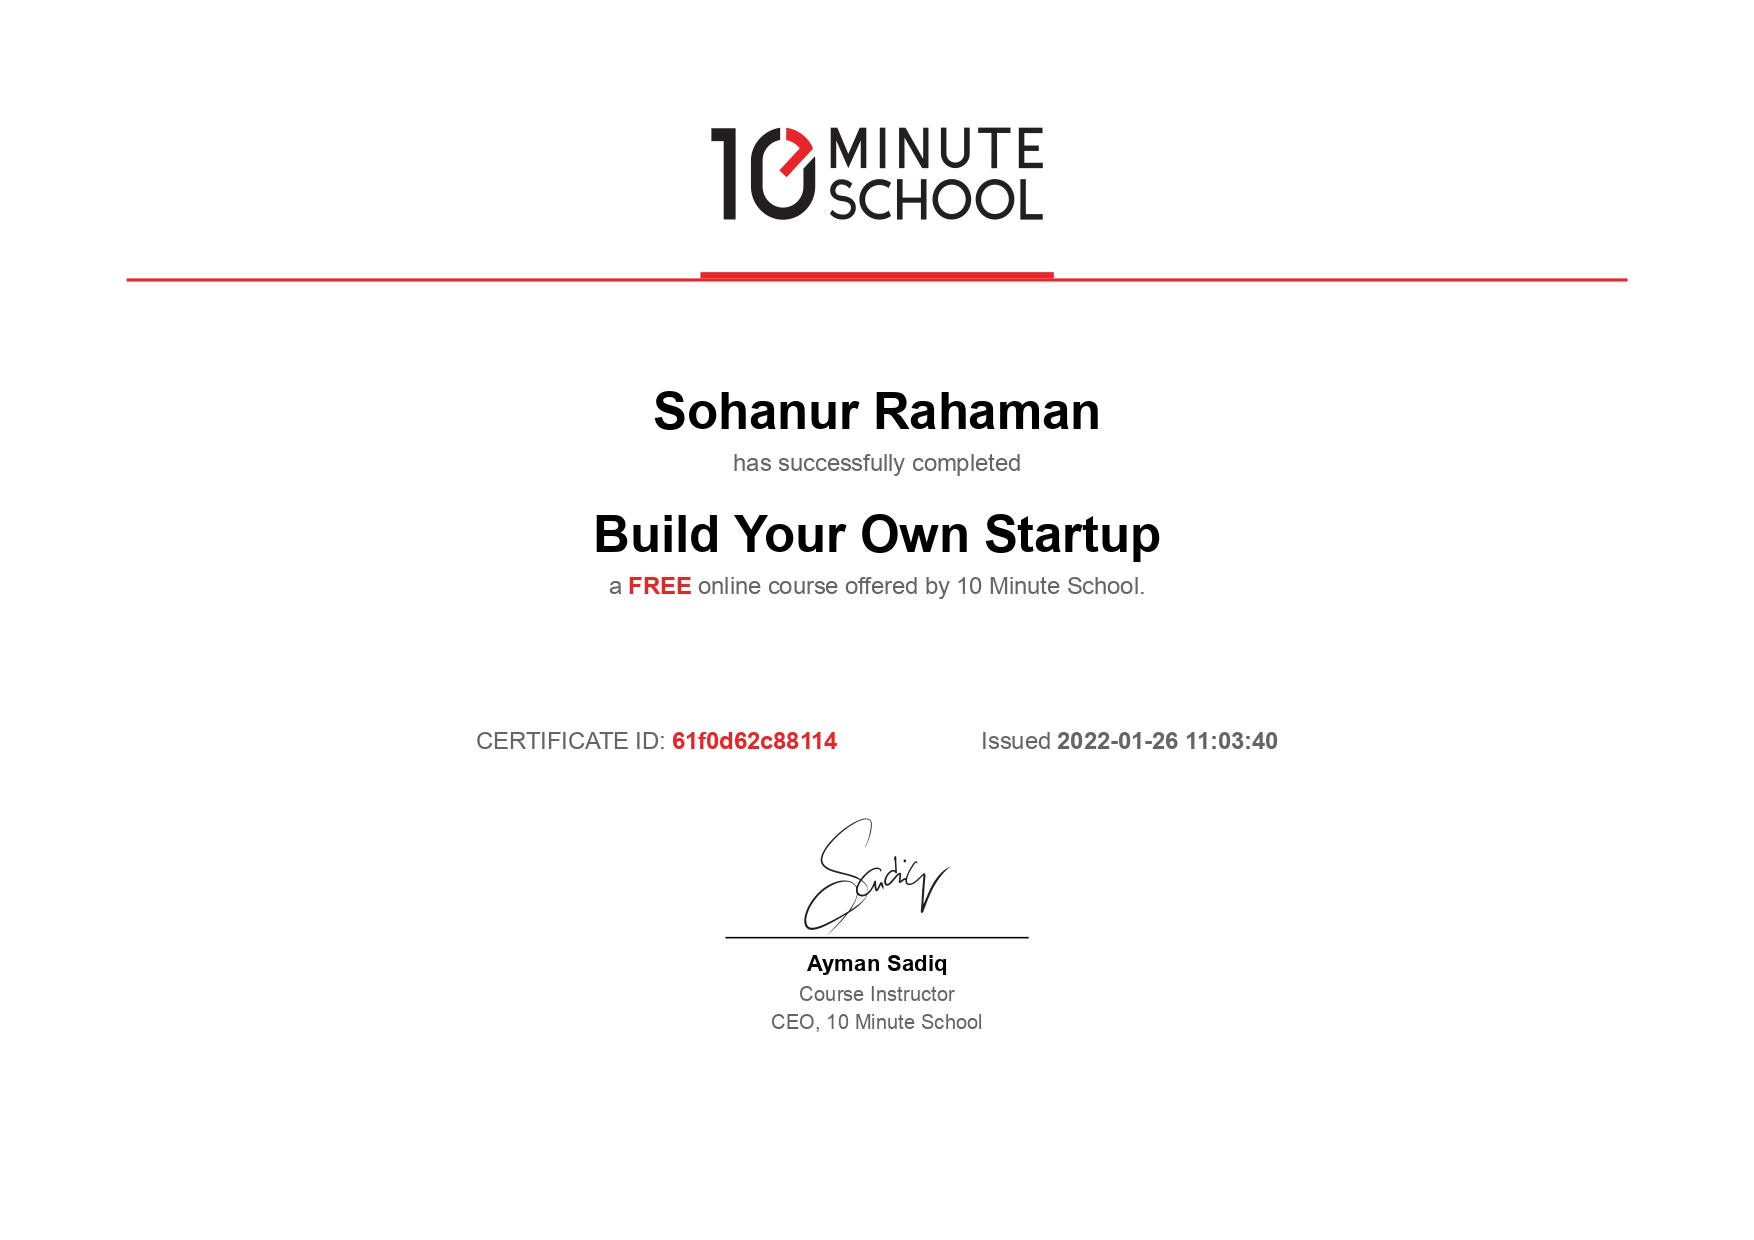 10 MINUTE
SCHOOL
Sohanur Rahaman
has successfully completed
Build Your Own Startup
a FREE online course offered by 10 Minute School.
CERTIFICATE ID: 61f0d62c88114
Issued 2022-01-26 11:03:40
Sadiq
Ayman Sadiq
Course Instructor
CEO, 10 Minute School